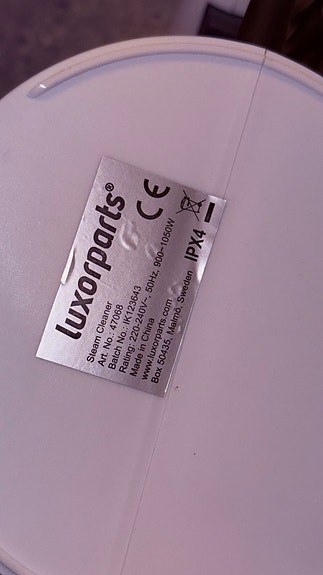 luxorparts®
CE
Steam Cleaner
Art. No.: 47068
Batch No.: IK123643
Rating: 220-240V~, 50Hz, 900~1050W
Made in China
www.luxorparts.com
Box 50435, Malmö, Sweden
IPX4